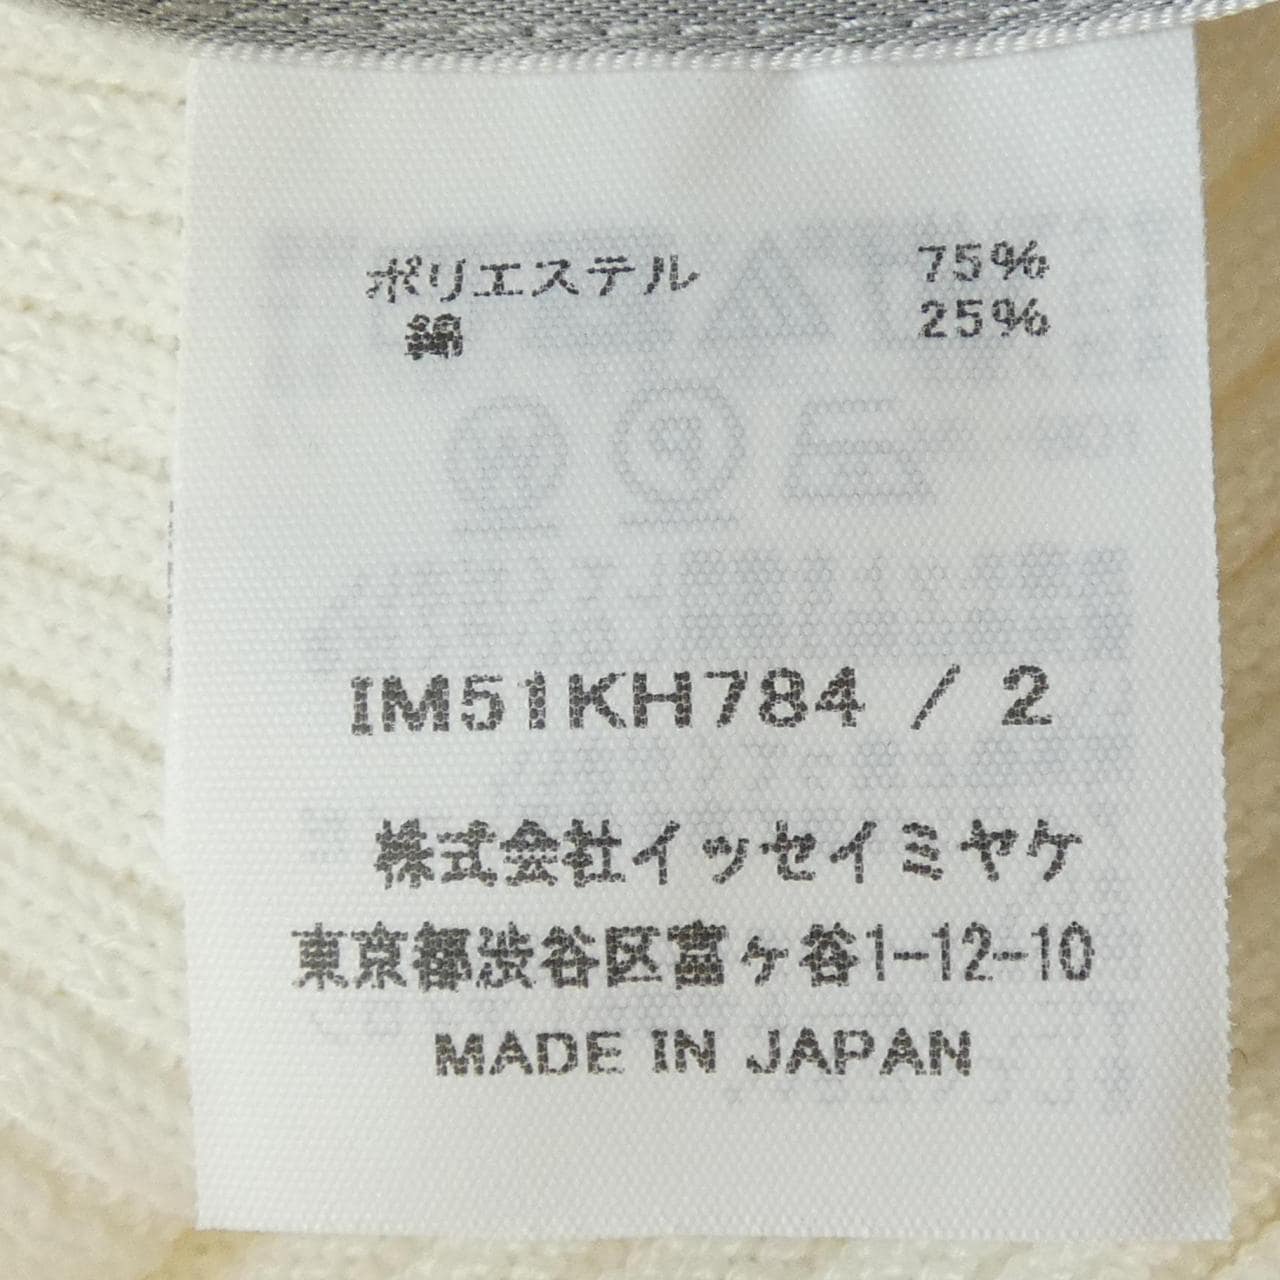 ポリエステル 75%
綿 25%
IM51KH784 / 2
株式会社イッセイミヤケ
東京都渋谷区富ヶ谷1-12-10
MADE IN JAPAN